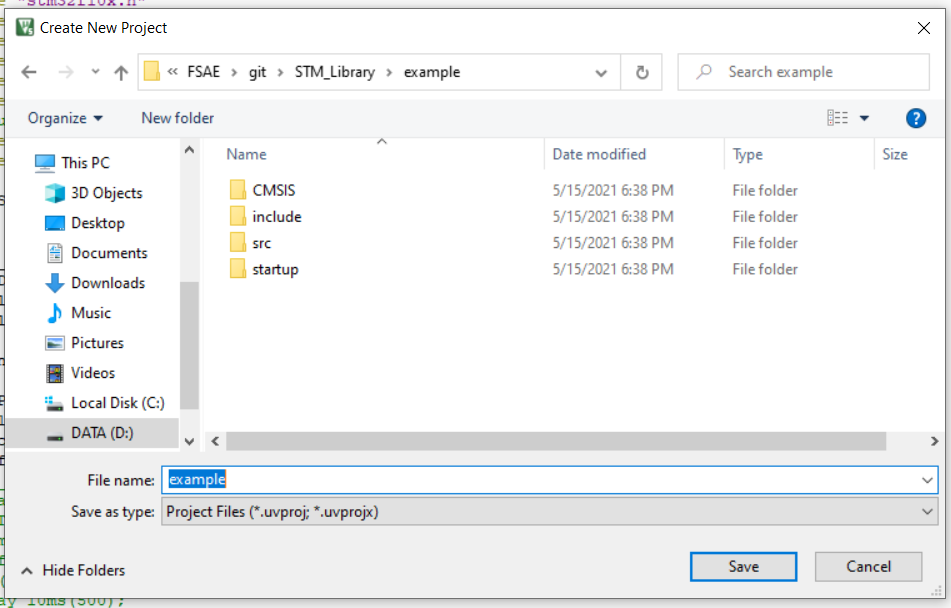 "stm32f10x.h"
Create New Project
« FSAE › git › STM_Library › example
Search example
Organize
New folder
?
Name Date modified Type Size
This PC
3D Objects
Desktop
Documents
Downloads
Music
Pictures
Videos
Local Disk (C:)
DATA (D:)
CMSIS 5/15/2021 6:38 PM File folder
include 5/15/2021 6:38 PM File folder
src 5/15/2021 6:38 PM File folder
startup 5/15/2021 6:38 PM File folder
File name: example
Save as type: Project Files (*.uvproj; *.uvprojx)
Hide Folders
Save
Cancel
ay_10ms(500);